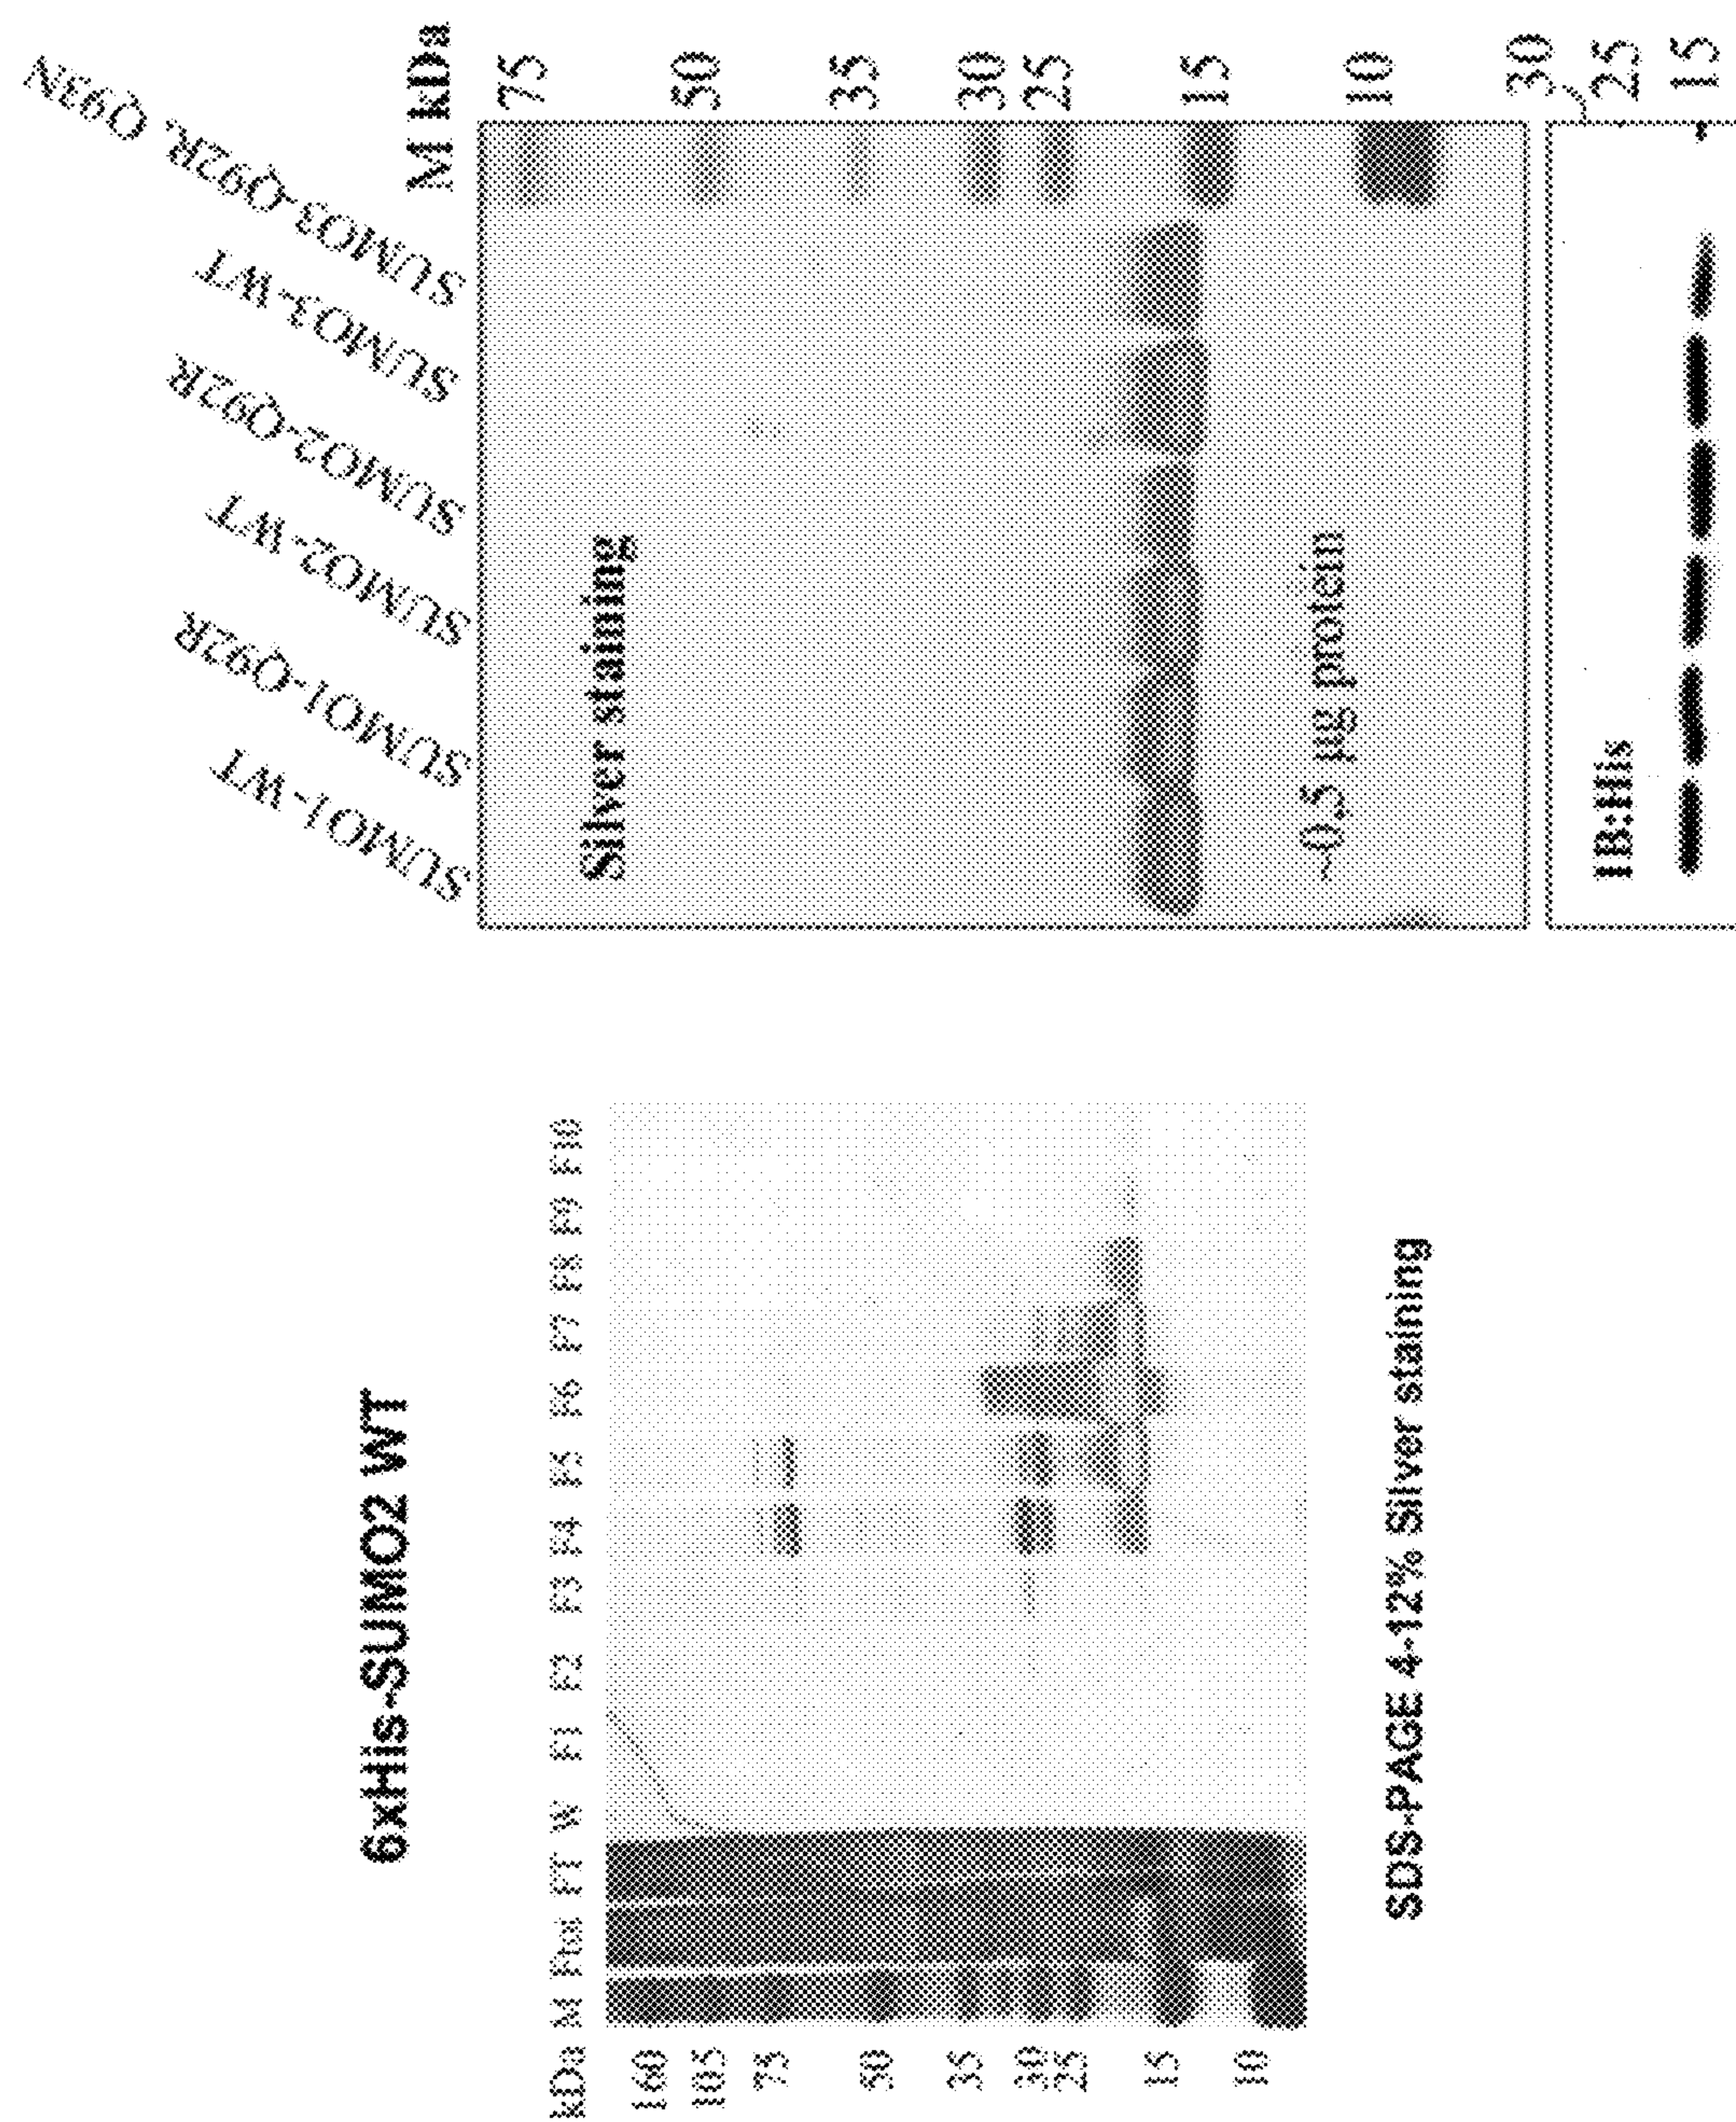 6xHis-SUMO2 WT
kDa M Ftot FT W F1 F2 F3 F4 F5 F6 F7 F8 F9 F10
160
105
75
50
35
30
25
15
10
SDS-PAGE 4-12% Silver staining
SUMO1-WT
SUMO1-Q92R
SUMO2-WT
SUMO2-Q92R
SUMO3-WT
SUMO3-Q92R, Q93N
M kDa
Silver staining
75
50
35
30
25
15
~0,5 µg protein
10
30
IB:His
25
15